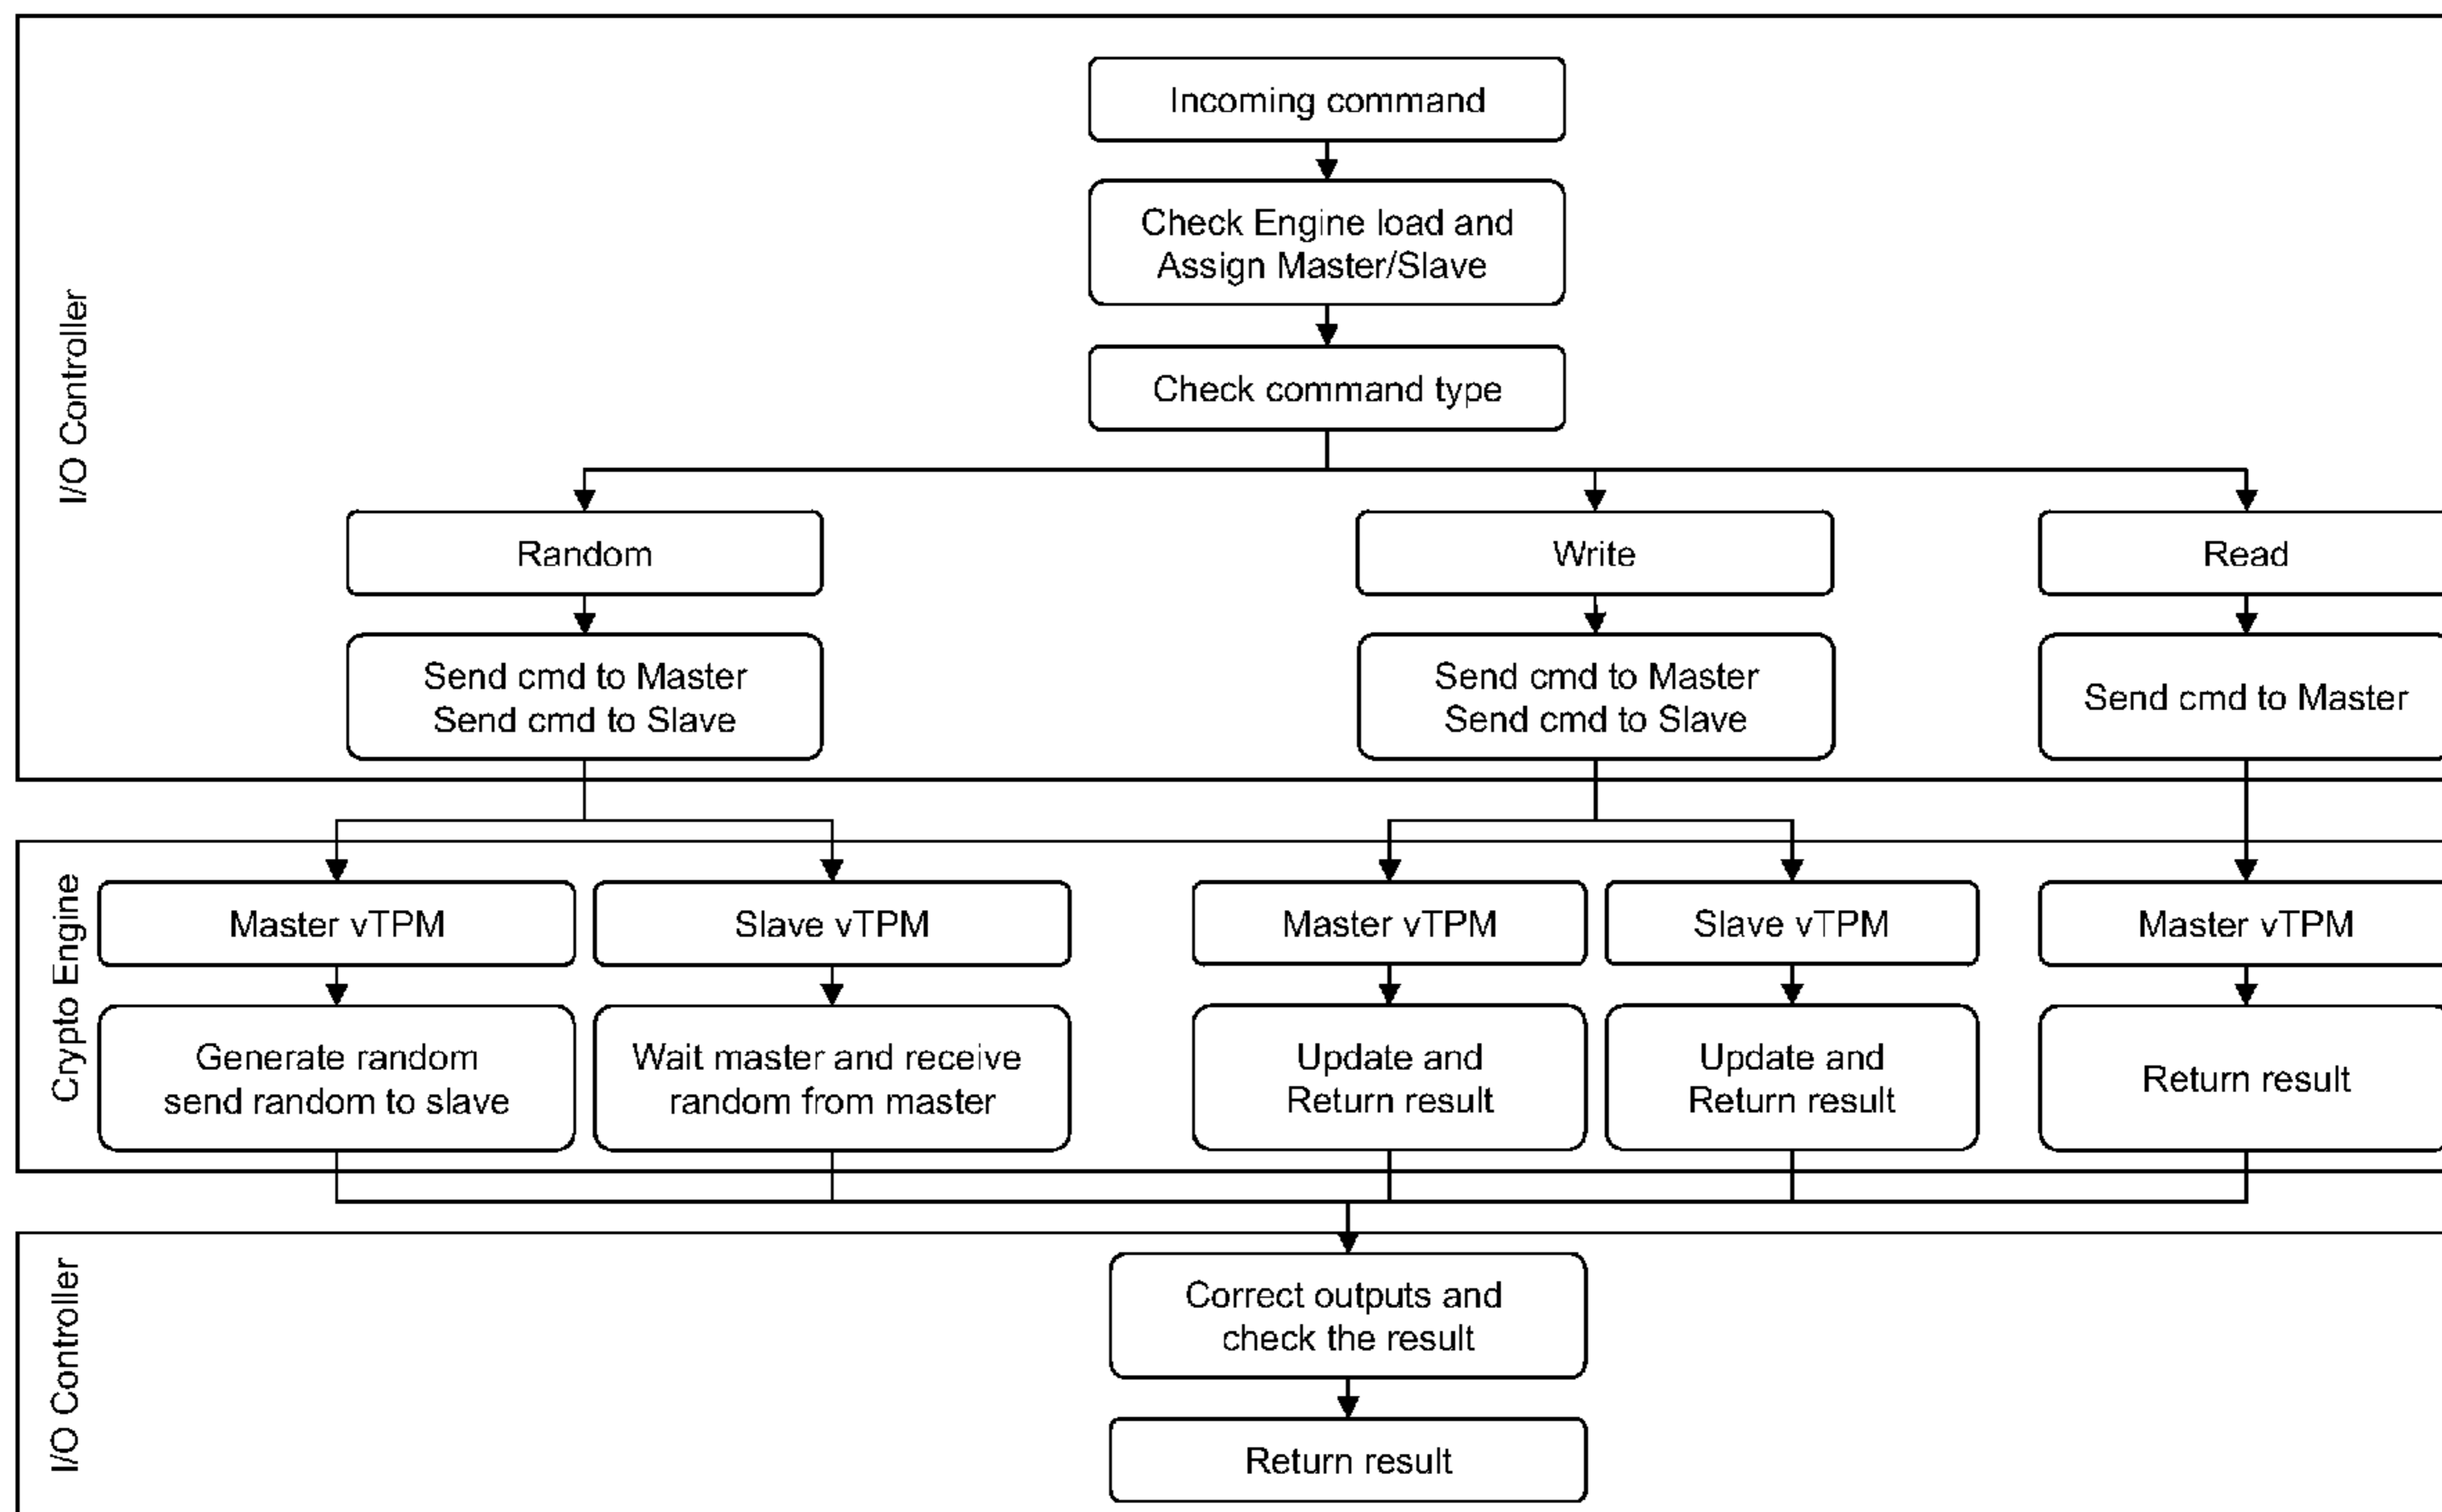 I/O Controller
Incoming command
Check Engine load and
Assign Master/Slave
Check command type
Random
Write
Read
Send cmd to Master
Send cmd to Slave
Send cmd to Master
Send cmd to Slave
Send cmd to Master
Crypto Engine
Master vTPM
Slave vTPM
Master vTPM
Slave vTPM
Master vTPM
Generate random
send random to slave
Wait master and receive
random from master
Update and
Return result
Update and
Return result
Return result
I/O Controller
Correct outputs and
check the result
Return result